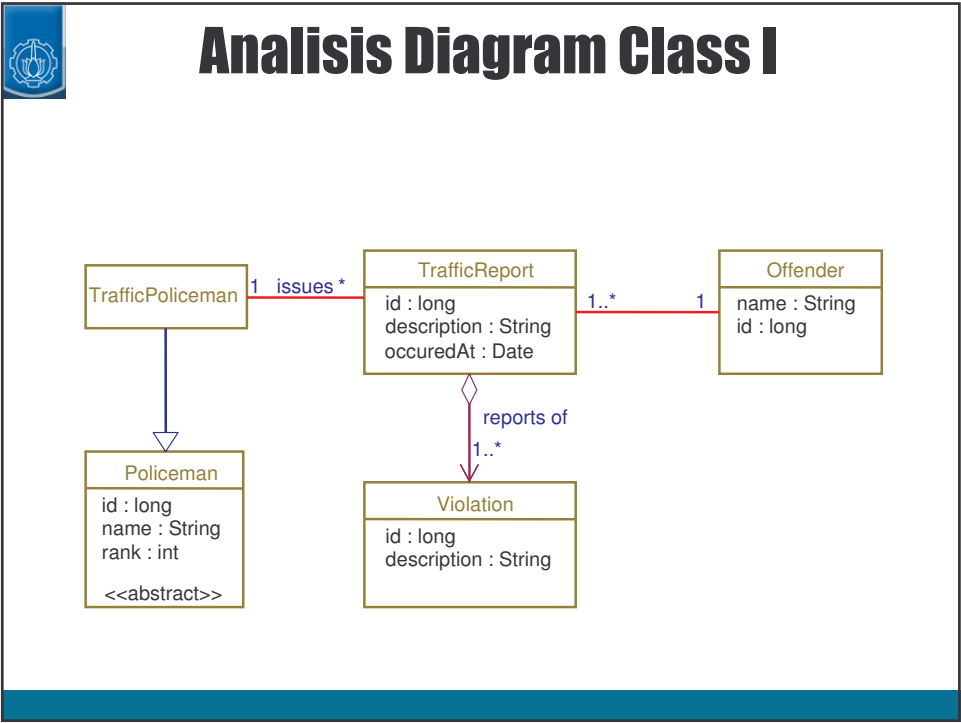 Analisis Diagram Class I
TrafficPoliceman
1 issues *
TrafficReport
id : long
description : String
occuredAt : Date
1..* 1
Offender
name : String
id : long
reports of
1..*
Policeman
id : long
name : String
rank : int
<<abstract>>
Violation
id : long
description : String